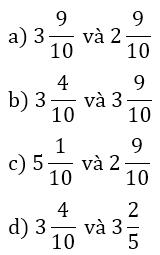 a) 3 9/10 và 2 9/10
b) 3 4/10 và 3 9/10
c) 5 1/10 và 2 9/10
d) 3 4/10 và 3 2/5